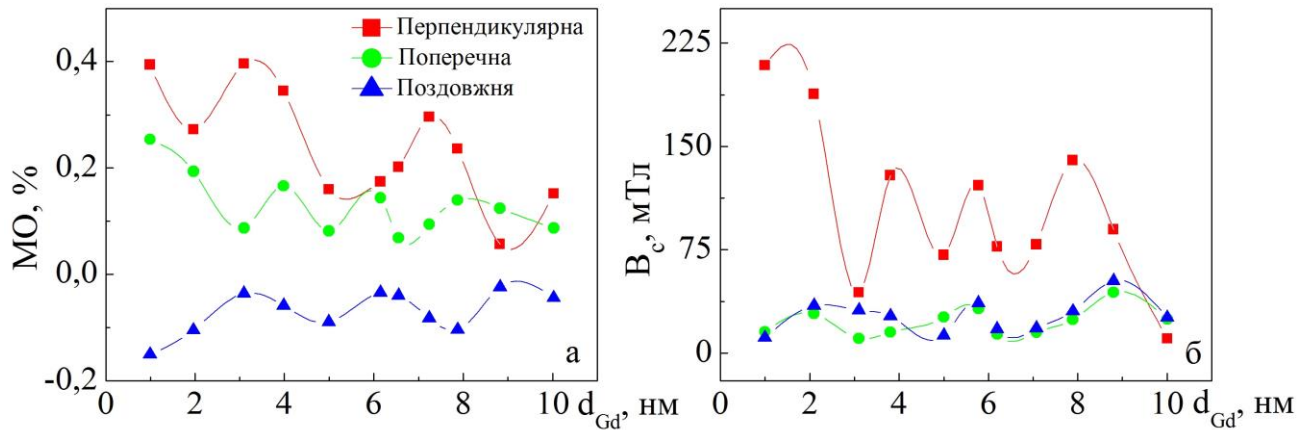 МО, %
0,4
0,2
0,0
-0,2
Перпендикулярна
Поперечна
Поздовжня
а
0 2 4 6 8 10 d_Gd, нм
B_c, мТл
225
150
75
0
б
0 2 4 6 8 10 d_Gd, нм